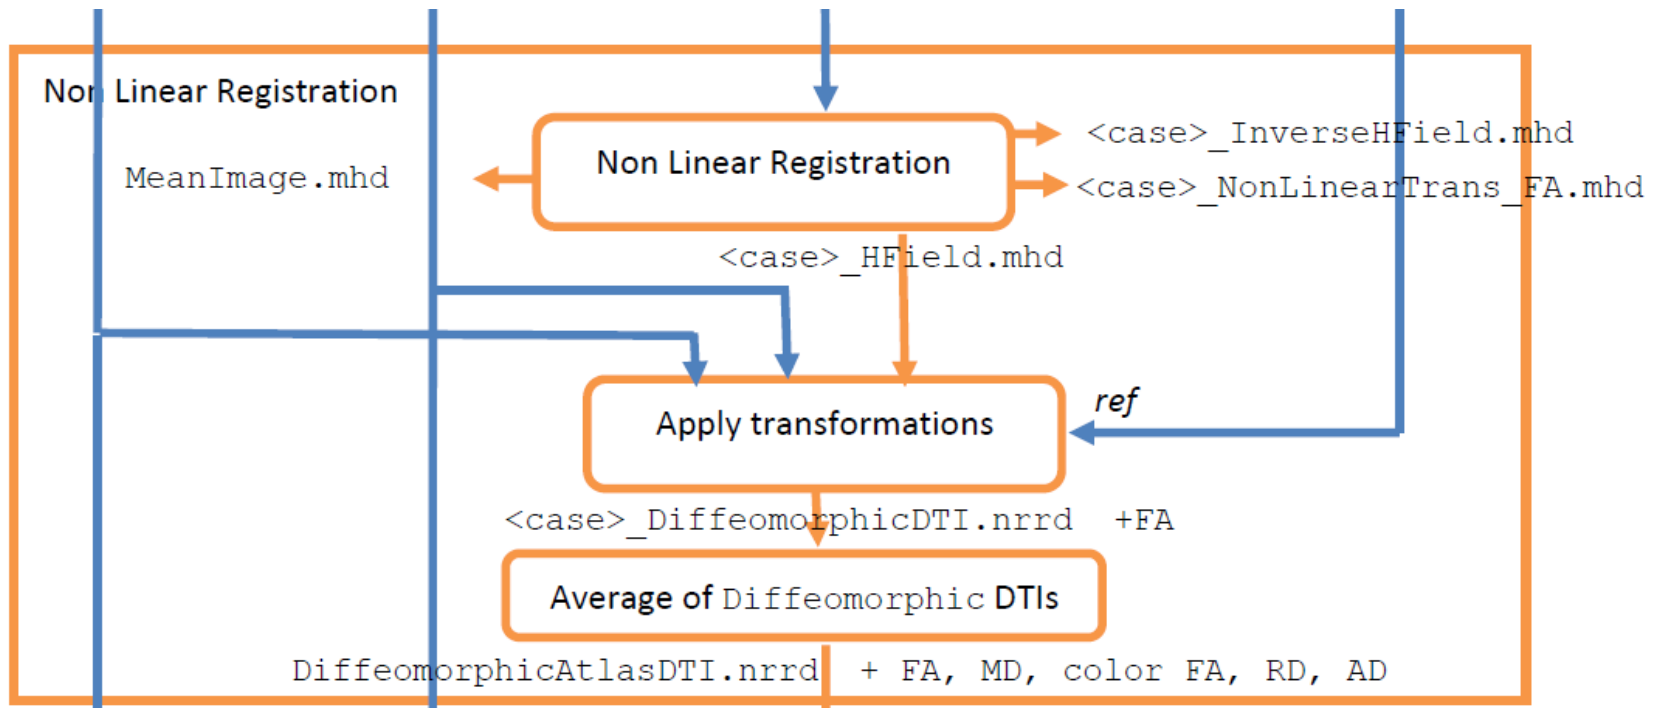 Non Linear Registration
Non Linear Registration
<case>_InverseHField.mhd
MeanImage.mhd
<case>_NonLinearTrans_FA.mhd
<case>_HField.mhd
ref
Apply transformations
<case>_DiffeomorphicDTI.nrrd +FA
Average of Diffeomorphic DTIs
DiffeomorphicAtlasDTI.nrrd + FA, MD, color FA, RD, AD